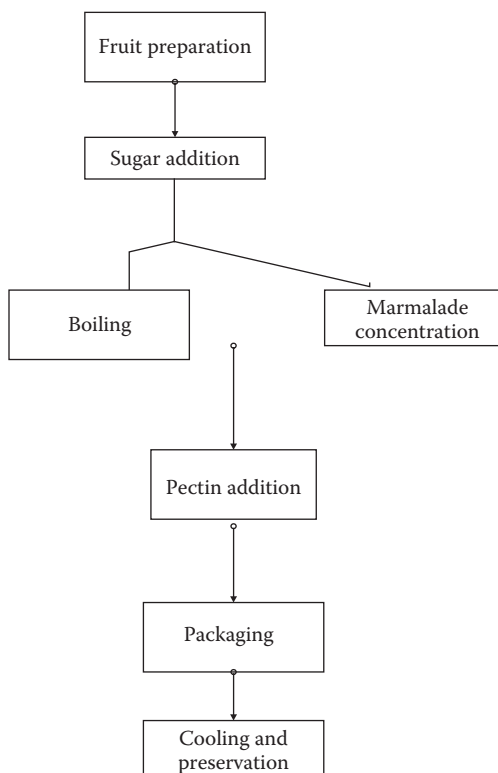 Fruit preparation
Sugar addition
Boiling
Marmalade
concentration
Pectin addition
Packaging
Cooling and
preservation